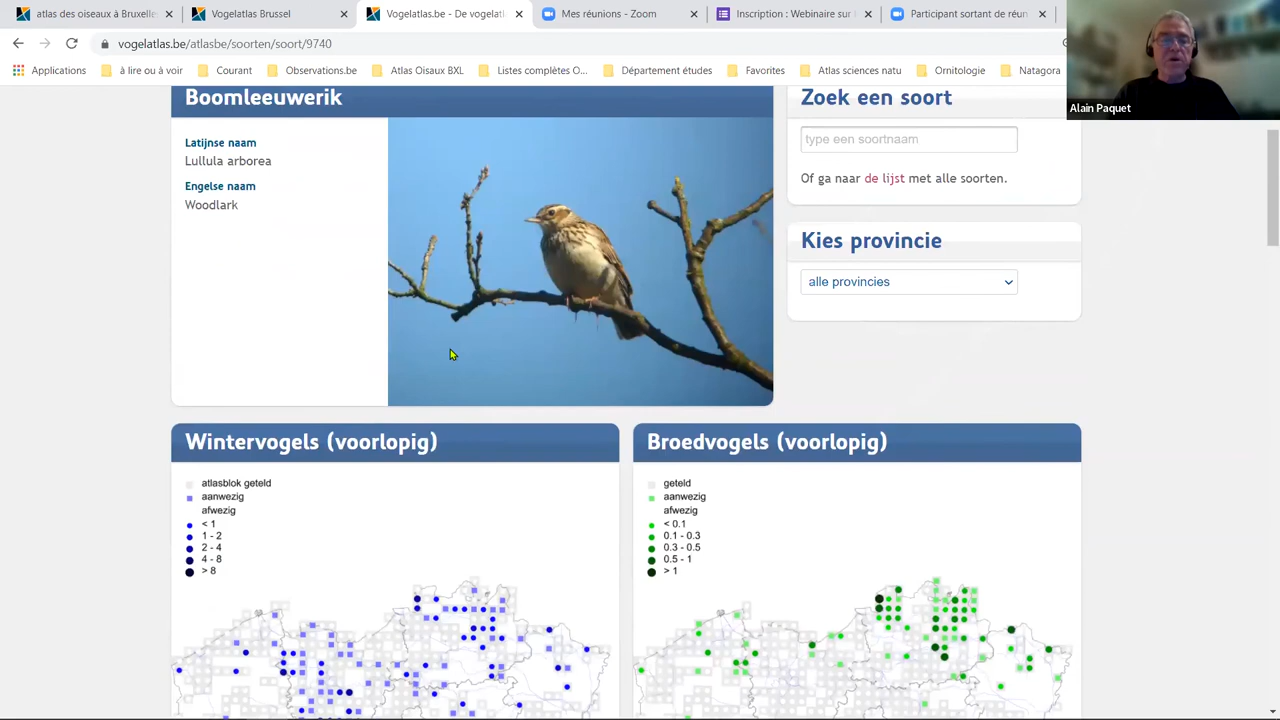 atlas des oiseaux à Bruxelle
Vogelatlas Brussel
Vogelatlas.be - De vogelatl
Mes réunions - Zoom
Inscription : Webinaire sur l
Participant sortant de réun
vogelatlas.be/atlasbe/soorten/soort/9740
Applications
à lire ou à voir
Courant
Observations.be
Atlas Oisaux BXL
Listes complètes O...
Département études
Favorites
Atlas sciences natu
Ornitologie
Natagora
Alain Paquet
Boomleeuwerik
Latijnse naam
Lullula arborea
Engelse naam
Woodlark
Zoek een soort
type een soortnaam
Of ga naar de lijst met alle soorten.
Kies provincie
alle provincies
Wintervogels (voorlopig)
atlasblok geteld
aanwezig
afwezig
< 1
1 - 2
2 - 4
4 - 8
> 8
Broedvogels (voorlopig)
geteld
aanwezig
afwezig
< 0.1
0.1 - 0.3
0.3 - 0.5
0.5 - 1
> 1